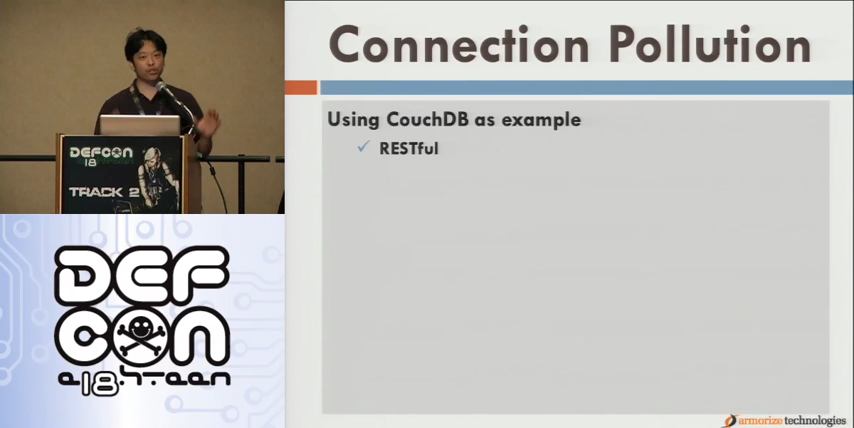 DEFCON
18
TRACK 2
DEF
CON
e18hteen
Connection Pollution
Using CouchDB as example
RESTful
armorize technologies